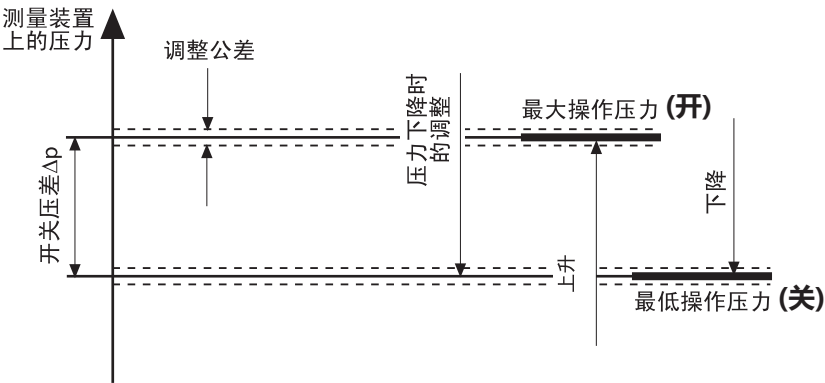 测量装置
上的压力
调整公差
压力下降时
的调整
最大操作压力 (开)
开关压差Δp
下降
上升
最低操作压力 (关)